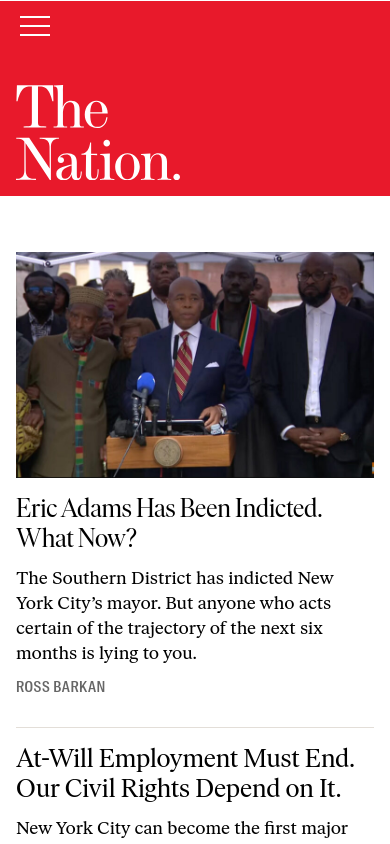 The
Nation.
Eric Adams Has Been Indicted.
What Now?
The Southern District has indicted New
York City’s mayor. But anyone who acts
certain of the trajectory of the next six
months is lying to you.
ROSS BARKAN
At-Will Employment Must End.
Our Civil Rights Depend on It.
New York City can become the first major